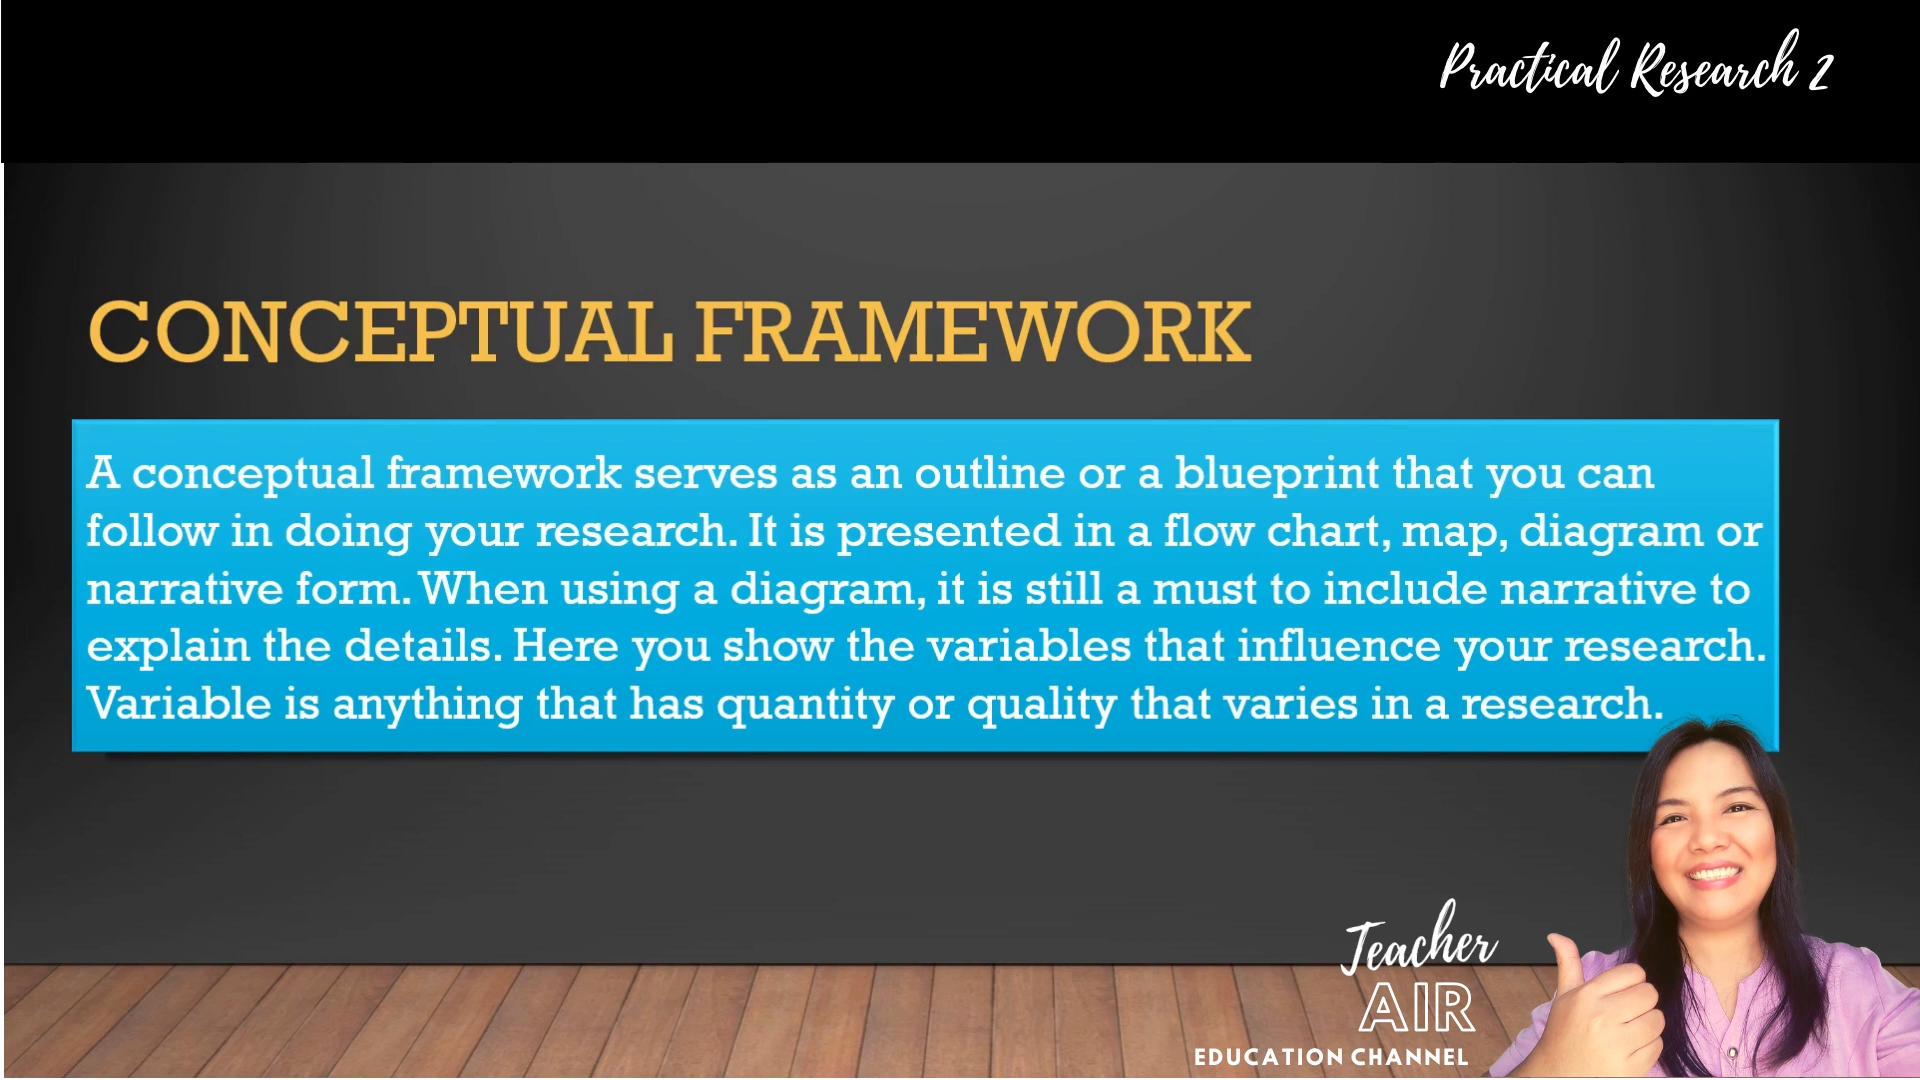 Practical Research 2
CONCEPTUAL FRAMEWORK
A conceptual framework serves as an outline or a blueprint that you can
follow in doing your research. It is presented in a flow chart, map, diagram or
narrative form. When using a diagram, it is still a must to include narrative to
explain the details. Here you show the variables that influence your research.
Variable is anything that has quantity or quality that varies in a research.
Teacher
AIR
EDUCATION CHANNEL